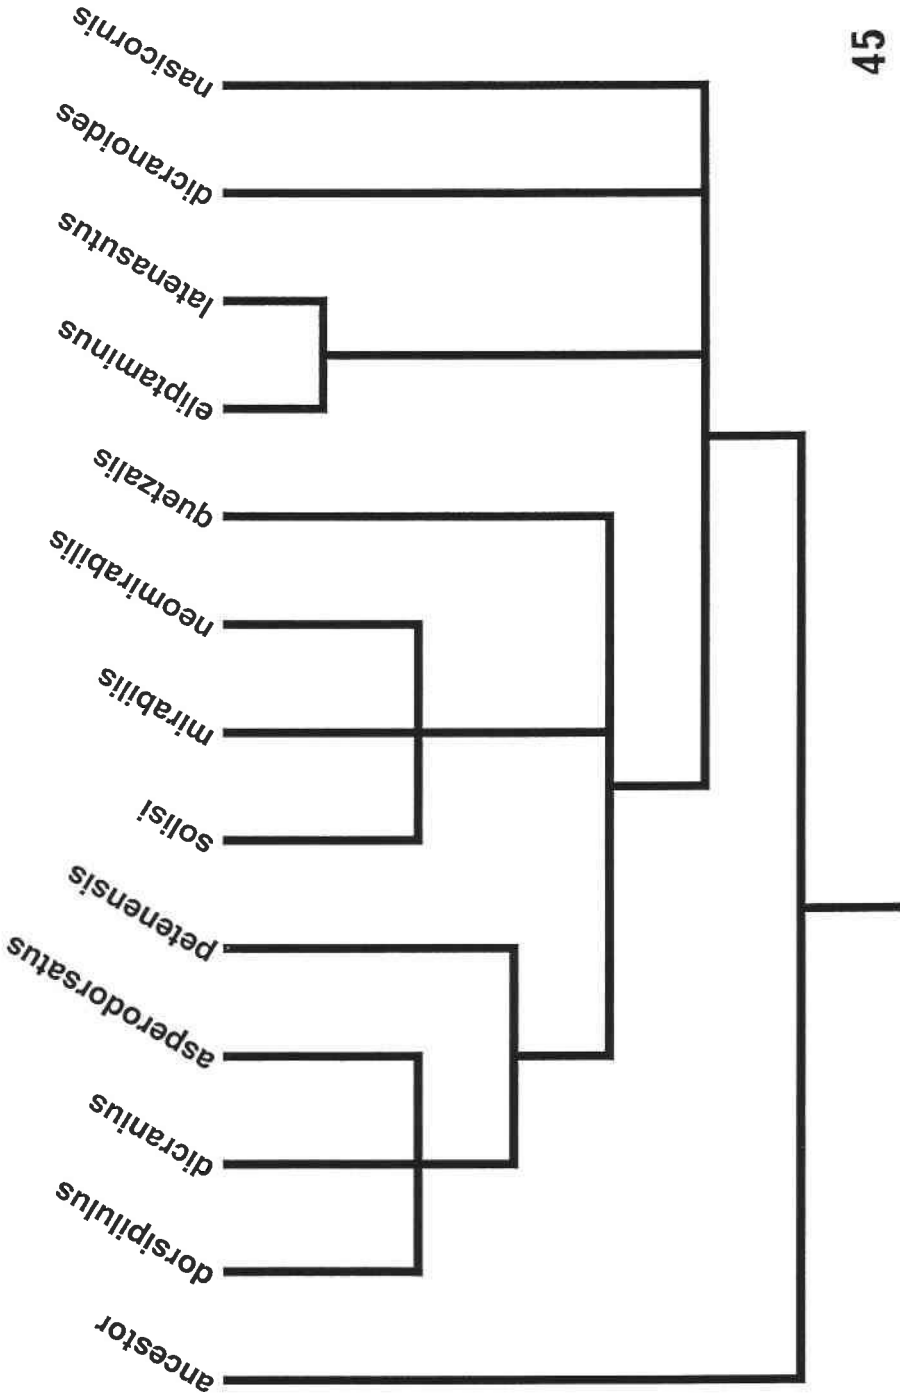 nasicornis
dicranoides
latenasutus
eliptaminus
quetzalis
neomirabilis
mirabilis
solisi
petenensis
asperodorsatus
dicranius
dorsipilulus
ancestor
45